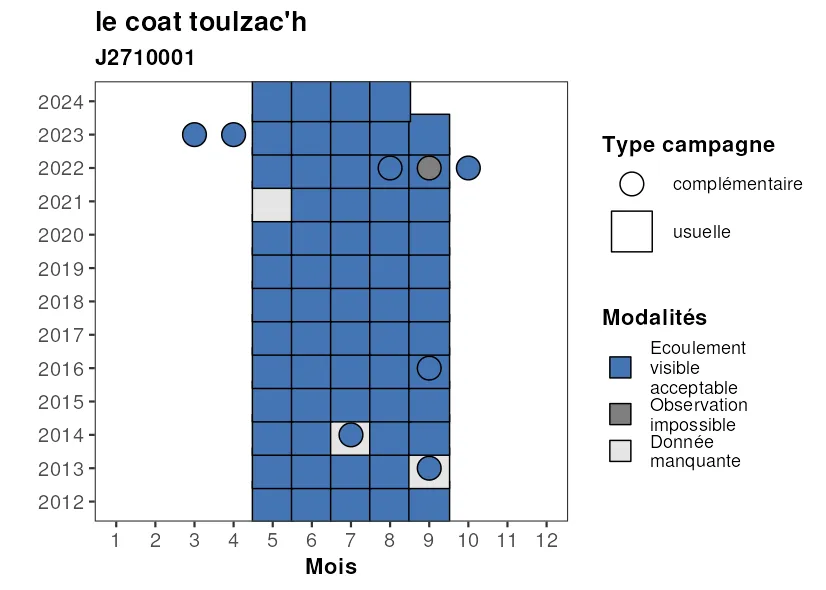 le coat toulzac'h
J2710001
2024
2023
2022
2021
2020
2019
2018
2017
2016
2015
2014
2013
2012
1 2 3 4 5 6 7 8 9 10 11 12
Mois
Type campagne
complémentaire
usuelle
Modalités
Ecoulement
visible
acceptable
Observation
impossible
Donnée
manquante